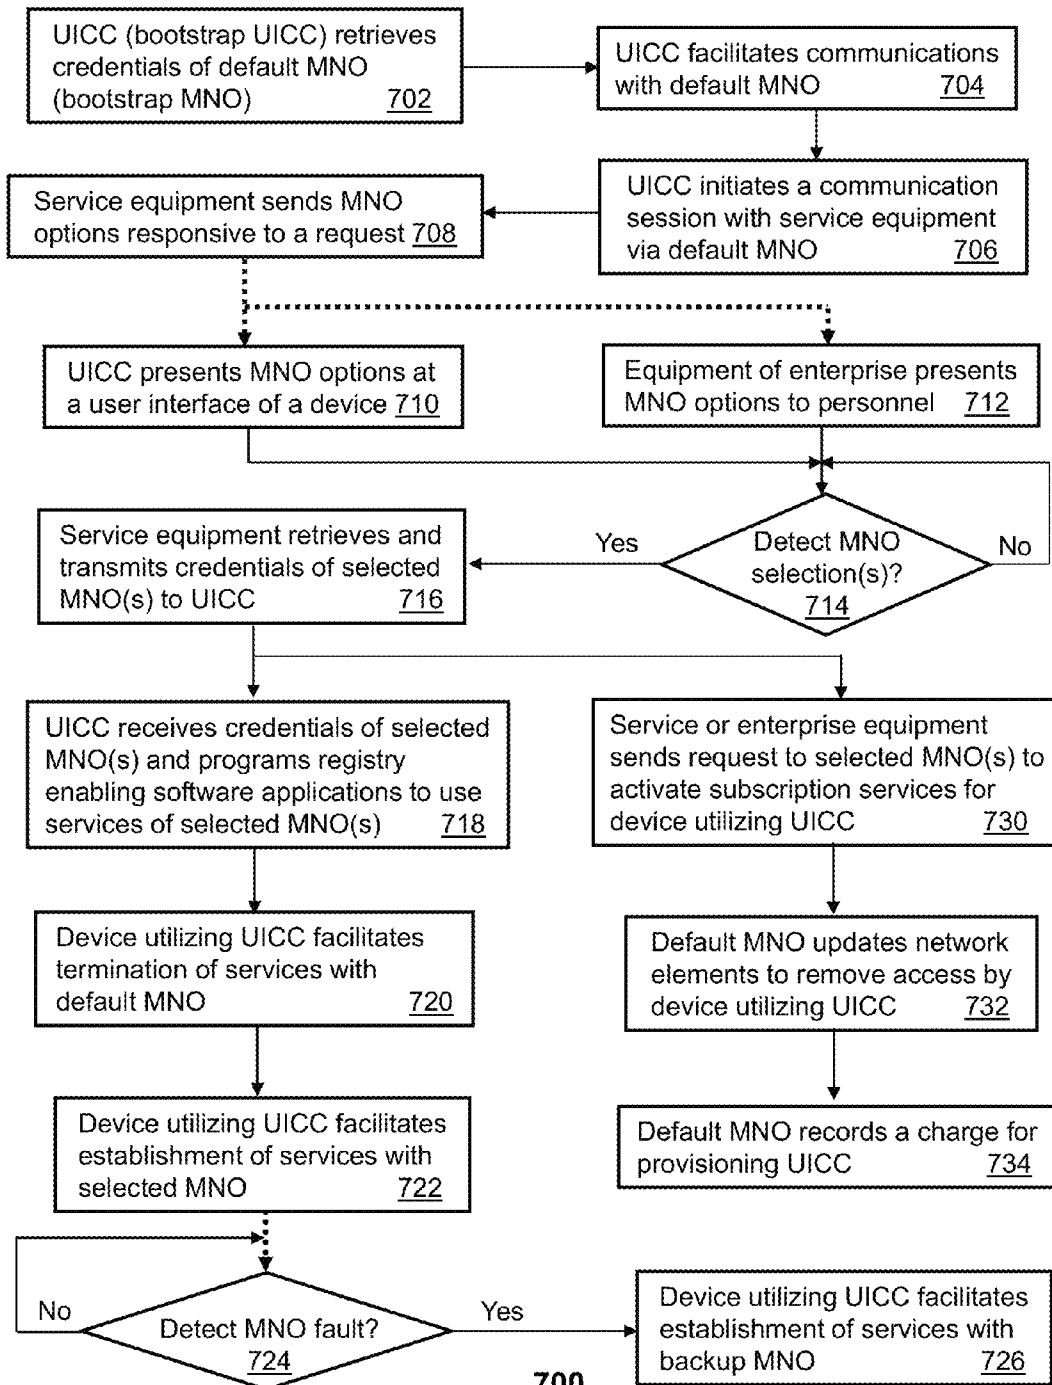 UICC (bootstrap UICC) retrieves
credentials of default MNO
(bootstrap MNO) 702
UICC facilitates communications
with default MNO 704
UICC initiates a communication
session with service equipment
via default MNO 706
Service equipment sends MNO
options responsive to a request 708
UICC presents MNO options at
a user interface of a device 710
Equipment of enterprise presents
MNO options to personnel 712
Detect MNO
selection(s)?
714
Yes
No
Service equipment retrieves and
transmits credentials of selected
MNO(s) to UICC 716
UICC receives credentials of selected
MNO(s) and programs registry
enabling software applications to use
services of selected MNO(s) 718
Service or enterprise equipment
sends request to selected MNO(s) to
activate subscription services for
device utilizing UICC 730
Device utilizing UICC facilitates
termination of services with
default MNO 720
Default MNO updates network
elements to remove access by
device utilizing UICC 732
Device utilizing UICC facilitates
establishment of services with
selected MNO 722
Default MNO records a charge for
provisioning UICC 734
Detect MNO fault?
724
No
Yes
Device utilizing UICC facilitates
establishment of services with
backup MNO 726
700